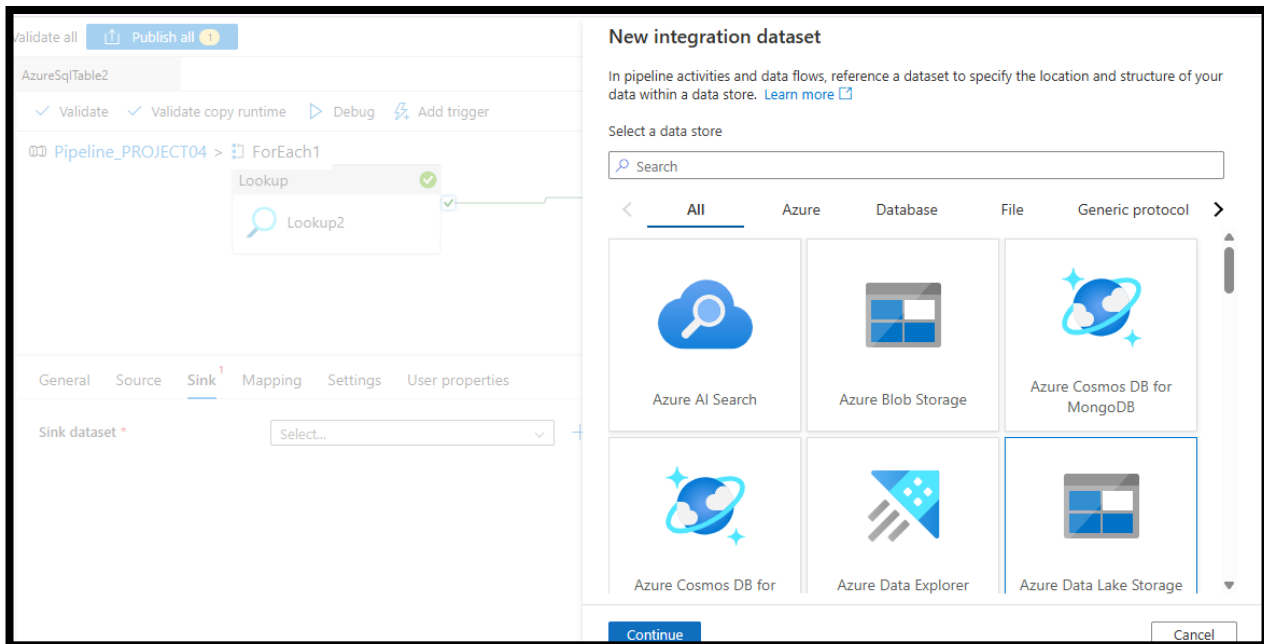 Validate all
Publish all 1
AzureSqlTable2
Validate
Validate copy runtime
Debug
Add trigger
Pipeline_PROJECT04 > ForEach1
Lookup
Lookup2
General
Source
Sink 1
Mapping
Settings
User properties
Sink dataset *
Select...
New integration dataset
In pipeline activities and data flows, reference a dataset to specify the location and structure of your
data within a data store. Learn more
Select a data store
Search
All
Azure
Database
File
Generic protocol
Azure AI Search
Azure Blob Storage
Azure Cosmos DB for
MongoDB
Azure Cosmos DB for
Azure Data Explorer
Azure Data Lake Storage
Continue
Cancel